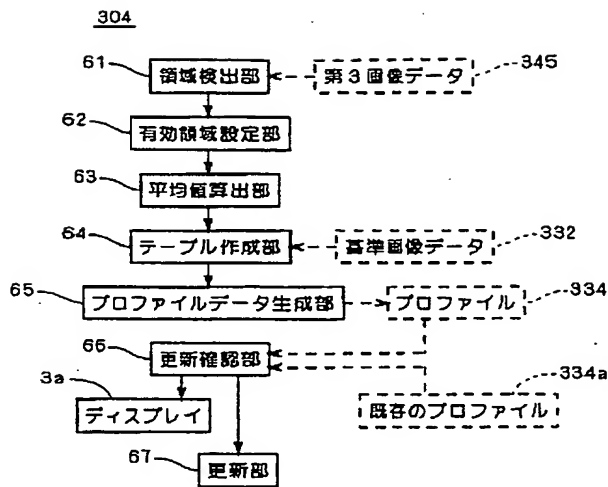 304
61 領域検出部 第3画像データ 345
62 有効領域設定部
63 平均値算出部
64 テーブル作成部 基準画像データ 332
65 プロファイルデータ生成部 プロファイル 334
66 更新確認部
3a ディスプレイ 既存のプロファイル 334a
67 更新部